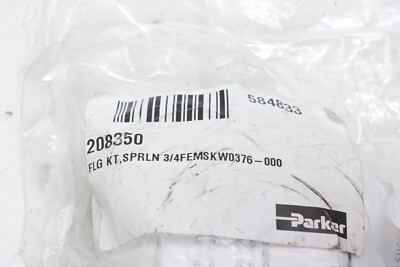 584833
208350
FLG KT,SPRLN 3/4FEMSKW0376-000
Parker